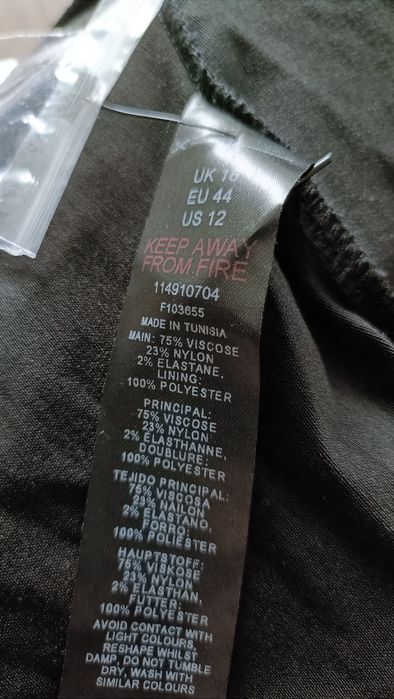 UK 16
EU 44
US 12
KEEP AWAY
FROM FIRE
114910704
F103655
MADE IN TUNISIA
MAIN: 75% VISCOSE
23% NYLON
2% ELASTANE,
LINING:
100% POLYESTER
PRINCIPAL:
75% VISCOSE
23% NYLON
2% ÉLASTHANNE,
DOUBLURE:
100% POLYESTER
TEJIDO PRINCIPAL:
75% VISCOSA
23% NAILON
2% ELASTANO,
FORRO:
100% POLIESTER
HAUPTSTOFF:
75% VISKOSE
23% NYLON
2% ELASTHAN,
FUTTER:
100% POLYESTER
AVOID CONTACT WITH
LIGHT COLOURS,
RESHAPE WHILST
DAMP, DO NOT TUMBLE
DRY, WASH WITH
SIMILAR COLOURS